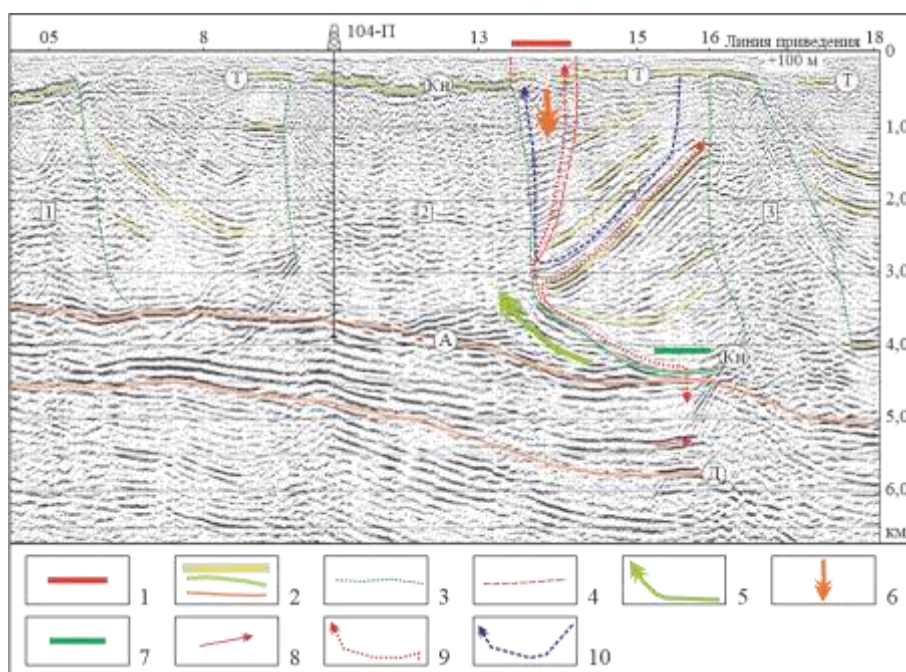 104-П
05 8 13 15 16 18
Линия приведения
+100 м
0
Т Т Т
Кн
1,0
1 2 3
2,0
3,0
А
4,0
Кн
5,0
6,0
км
1 2 3 4 5 6
7 8 9 10